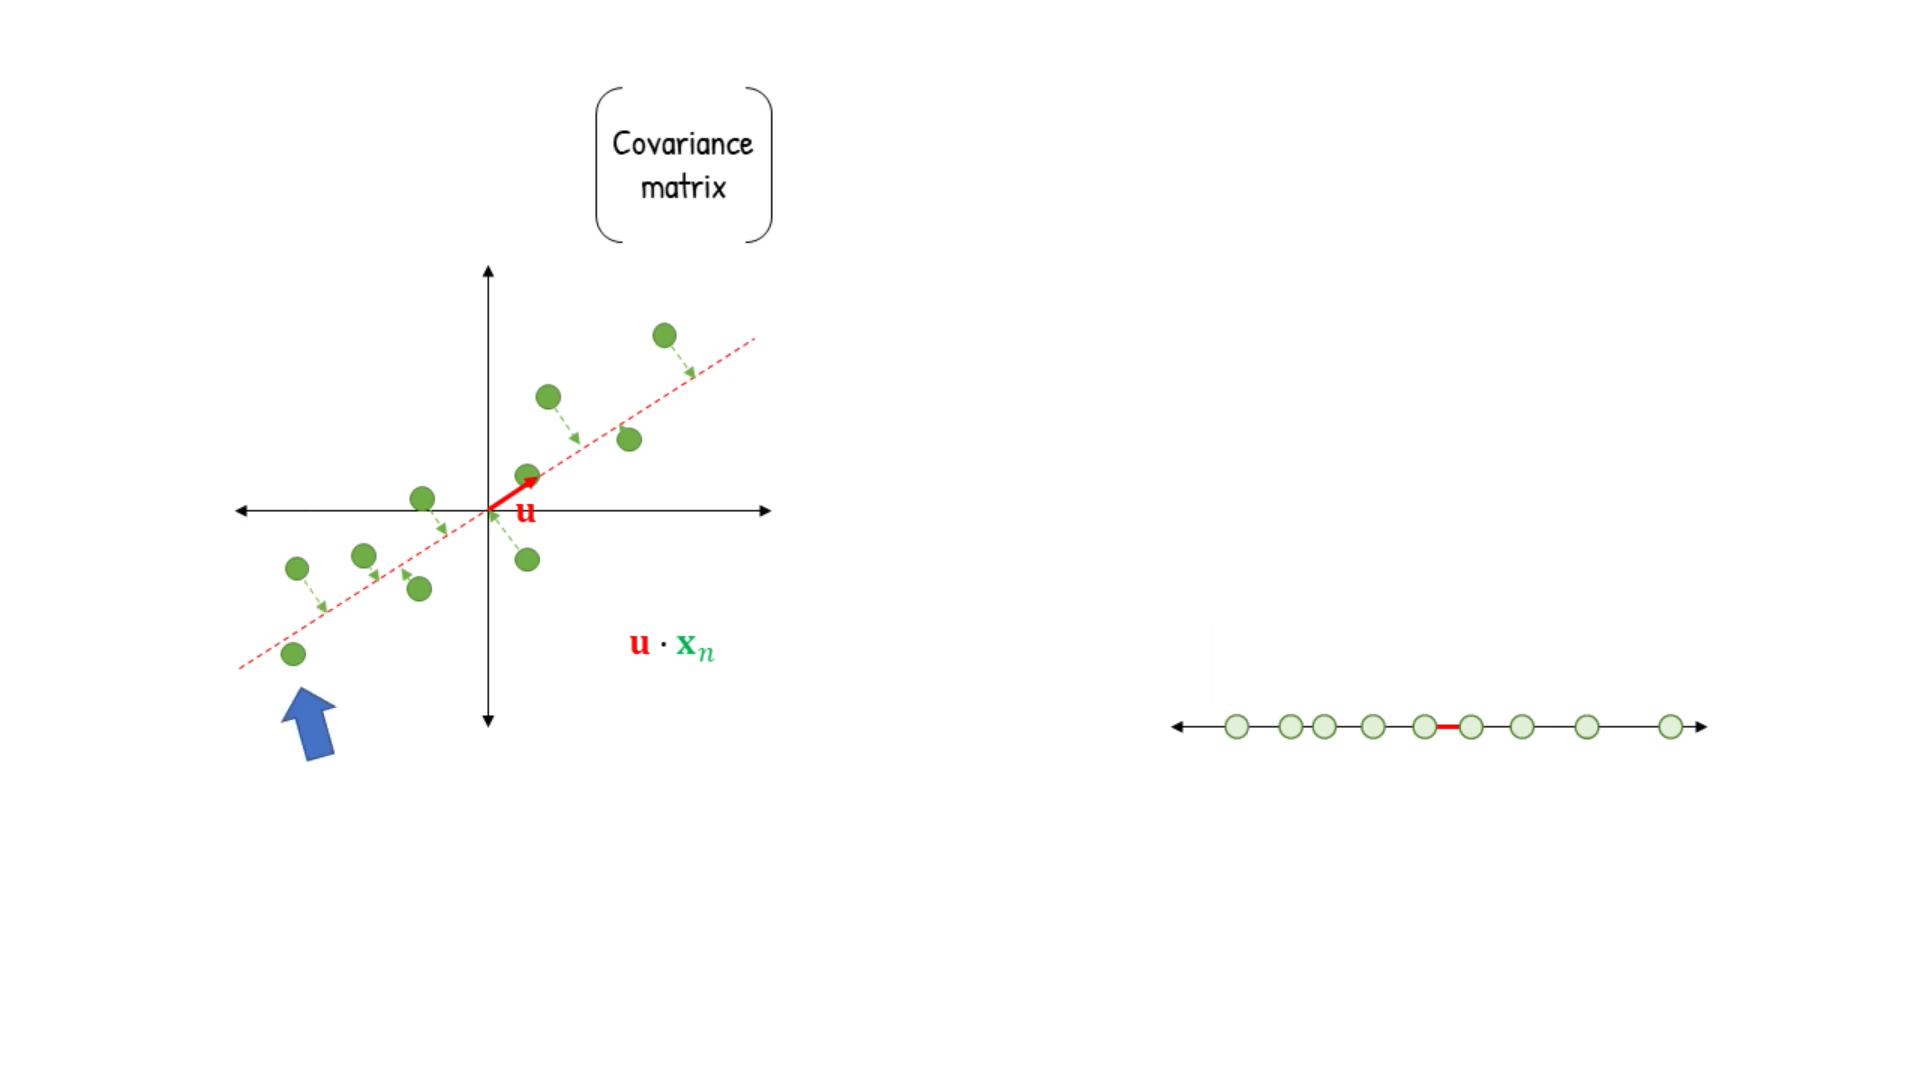 Covariance
matrix
u
u · xₙ